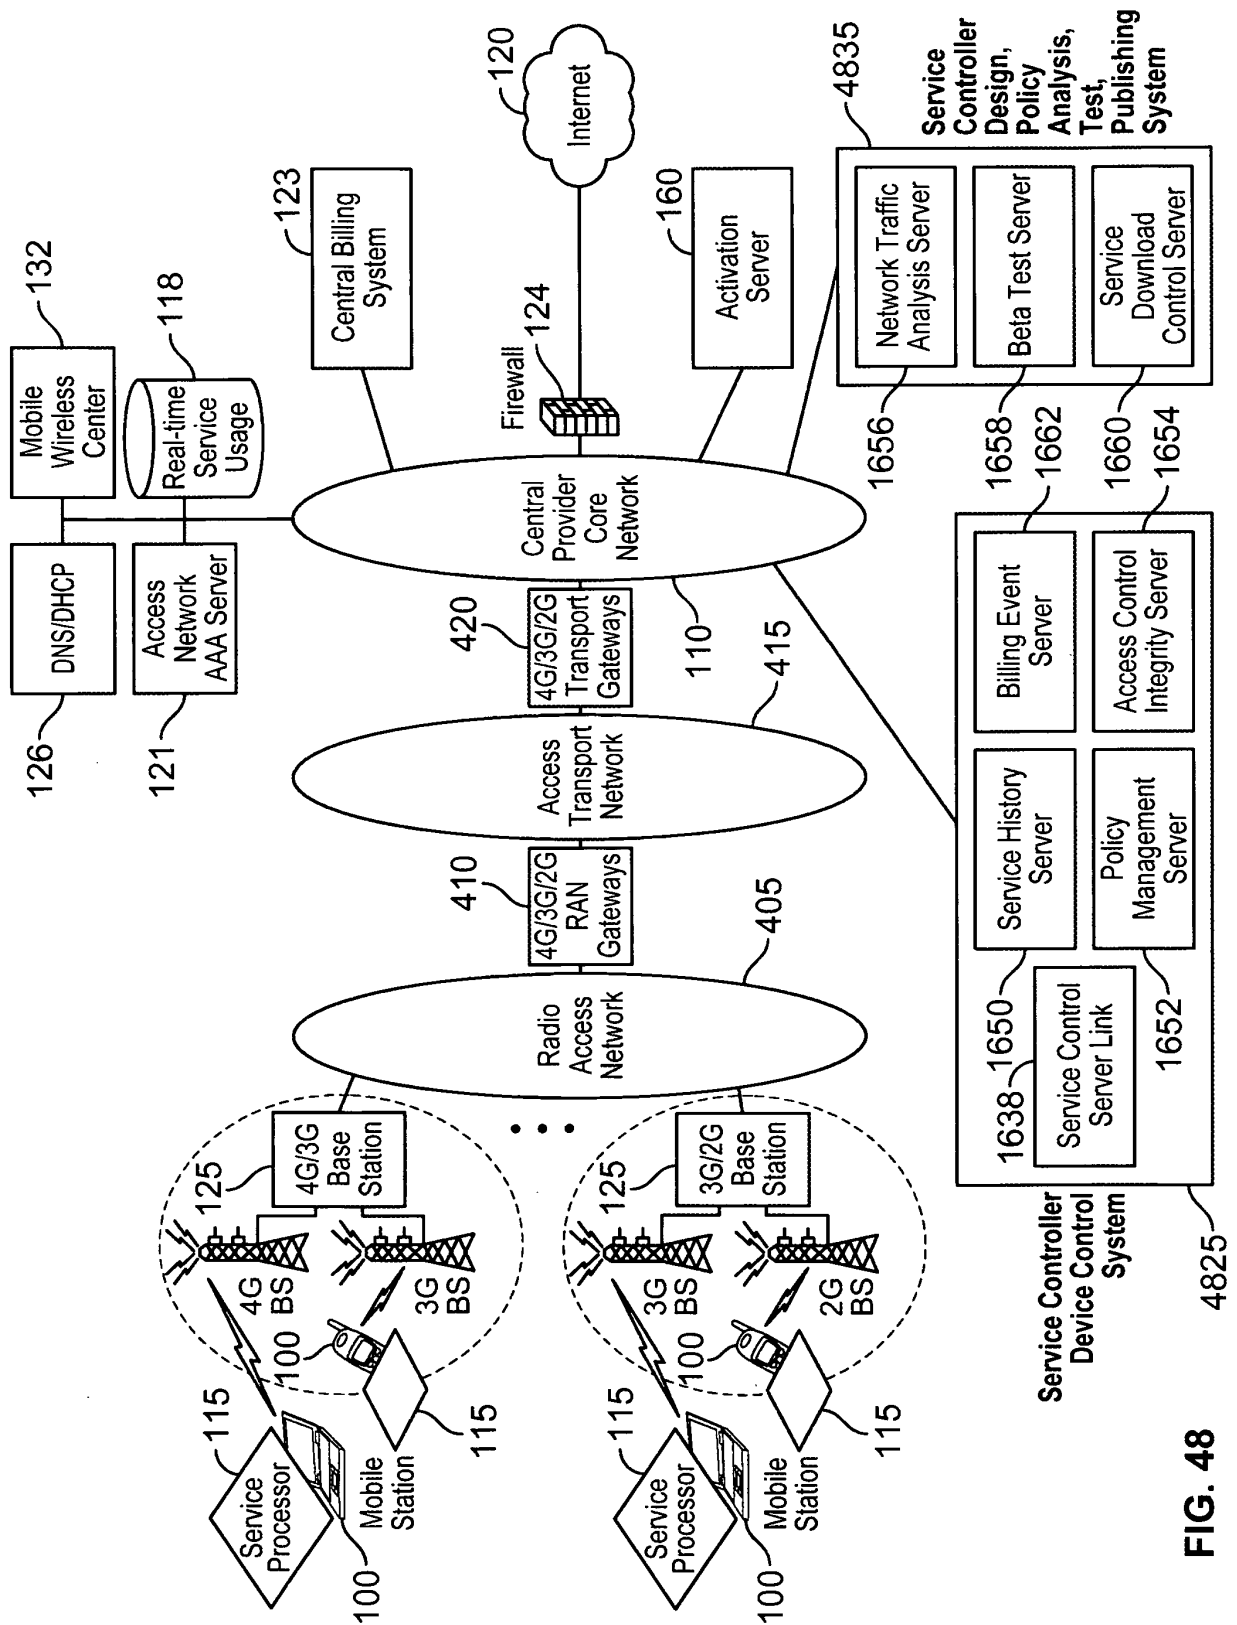 126
DNS/DHCP
Mobile
Wireless
Center
132
121
Access
Network
AAA Server
Real-time
Service
Usage
118
Central Billing
System
123
Service
Processor
115
100
Mobile
Station
115
100
4G
BS
3G
BS
125
4G/3G
Base
Station
Radio
Access
Network
405
410
4G/3G/2G
RAN
Gateways
Access
Transport
Network
415
420
4G/3G/2G
Transport
Gateways
Central
Provider
Core
Network
110
Firewall
124
Internet
120
Activation
Server
160
Service
Processor
115
100
Mobile
Station
115
100
3G
BS
2G
BS
125
3G/2G
Base
Station
Service Controller
Device Control
System
4825
1638
Service Control
Server Link
1650
Service History
Server
Billing Event
Server
1662
1652
Policy
Management
Server
Access Control
Integrity Server
1654
1656
Network Traffic
Analysis Server
1658
Beta Test Server
1660
Service
Download
Control Server
4835
Service
Controller
Design,
Policy
Analysis,
Test,
Publishing
System
FIG. 48